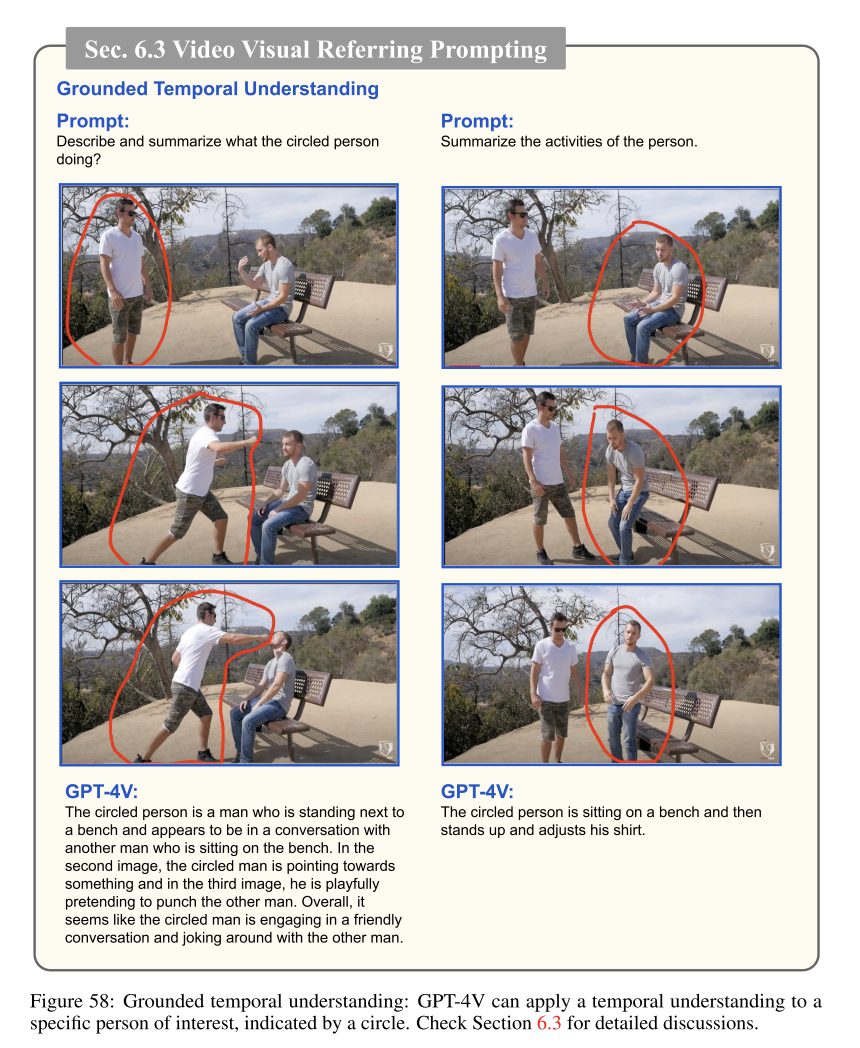 Sec. 6.3 Video Visual Referring Prompting
Grounded Temporal Understanding
Prompt:
Describe and summarize what the circled person
doing?
Prompt:
Summarize the activities of the person.
GPT-4V:
The circled person is a man who is standing next to
a bench and appears to be in a conversation with
another man who is sitting on the bench. In the
second image, the circled man is pointing towards
something and in the third image, he is playfully
pretending to punch the other man. Overall, it
seems like the circled man is engaging in a friendly
conversation and joking around with the other man.
GPT-4V:
The circled person is sitting on a bench and then
stands up and adjusts his shirt.
Figure 58: Grounded temporal understanding: GPT-4V can apply a temporal understanding to a
specific person of interest, indicated by a circle. Check Section 6.3 for detailed discussions.